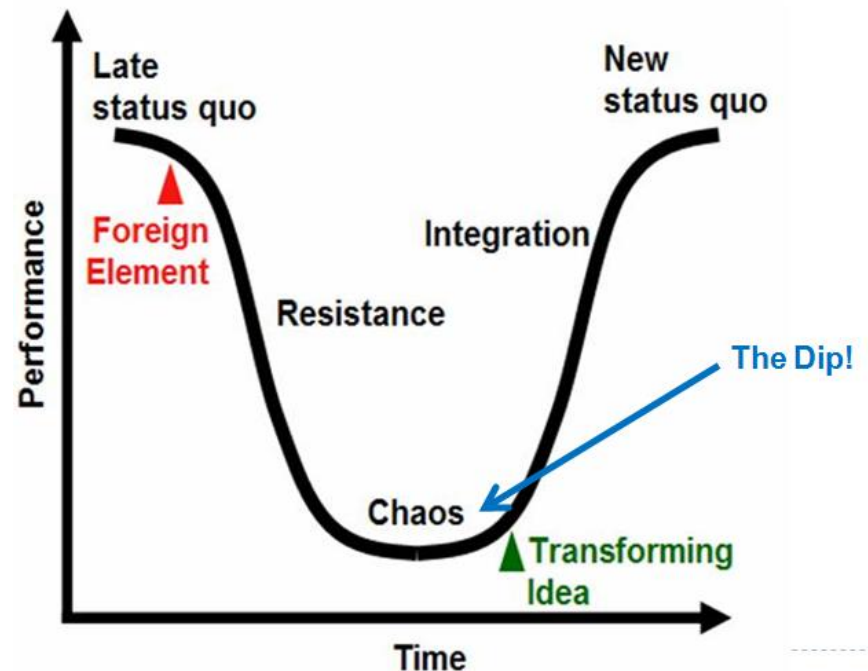 Late
status quo
New
status quo
Foreign
Element
Integration
Resistance
Performance
The Dip!
Chaos
Transforming
Idea
Time